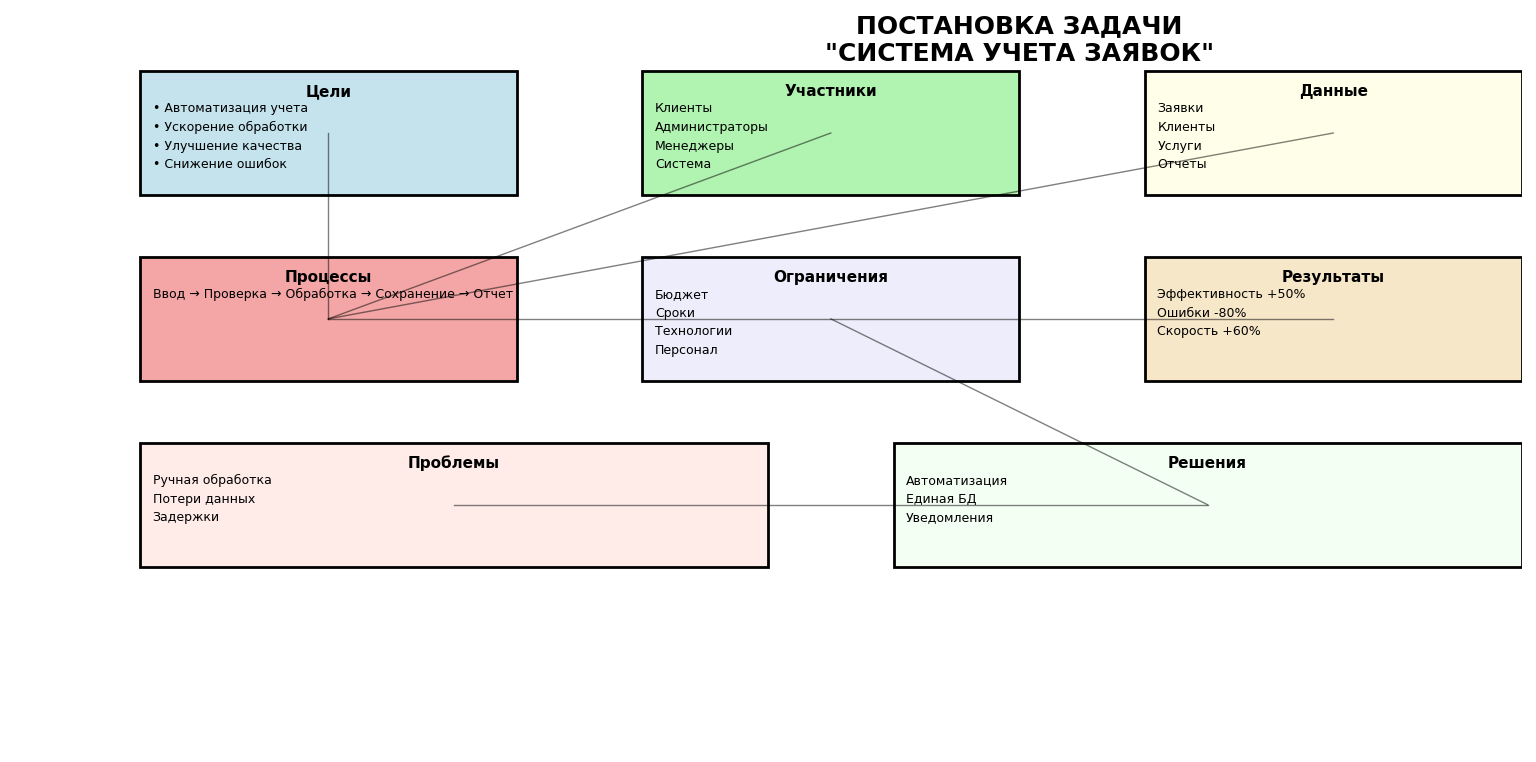 ПОСТАНОВКА ЗАДАЧИ
"СИСТЕМА УЧЕТА ЗАЯВОК"
Цели
• Автоматизация учета
• Ускорение обработки
• Улучшение качества
• Снижение ошибок
Участники
Клиенты
Администраторы
Менеджеры
Система
Данные
Заявки
Клиенты
Услуги
Отчеты
Процессы
Ввод → Проверка → Обработка → Сохранение → Отчет
Ограничения
Бюджет
Сроки
Технологии
Персонал
Результаты
Эффективность +50%
Ошибки -80%
Скорость +60%
Проблемы
Ручная обработка
Потери данных
Задержки
Решения
Автоматизация
Единая БД
Уведомления